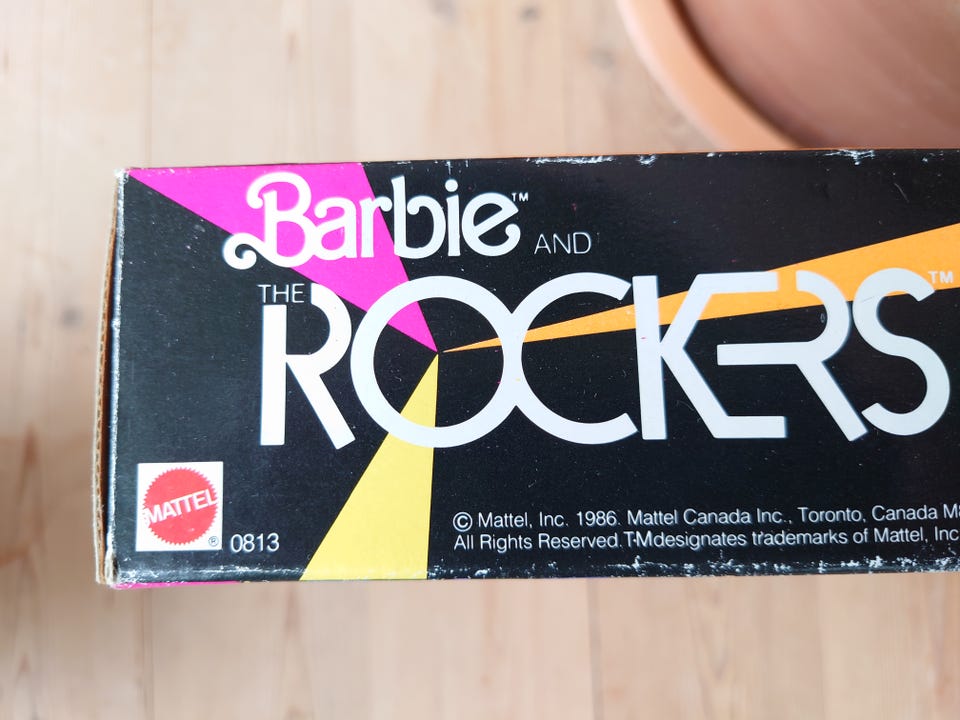 Barbie™ AND
THE ROCKERS™
MATTEL ®
0813
© Mattel, Inc. 1986. Mattel Canada Inc., Toronto, Canada
All Rights Reserved. T-M designates trademarks of Mattel, Inc